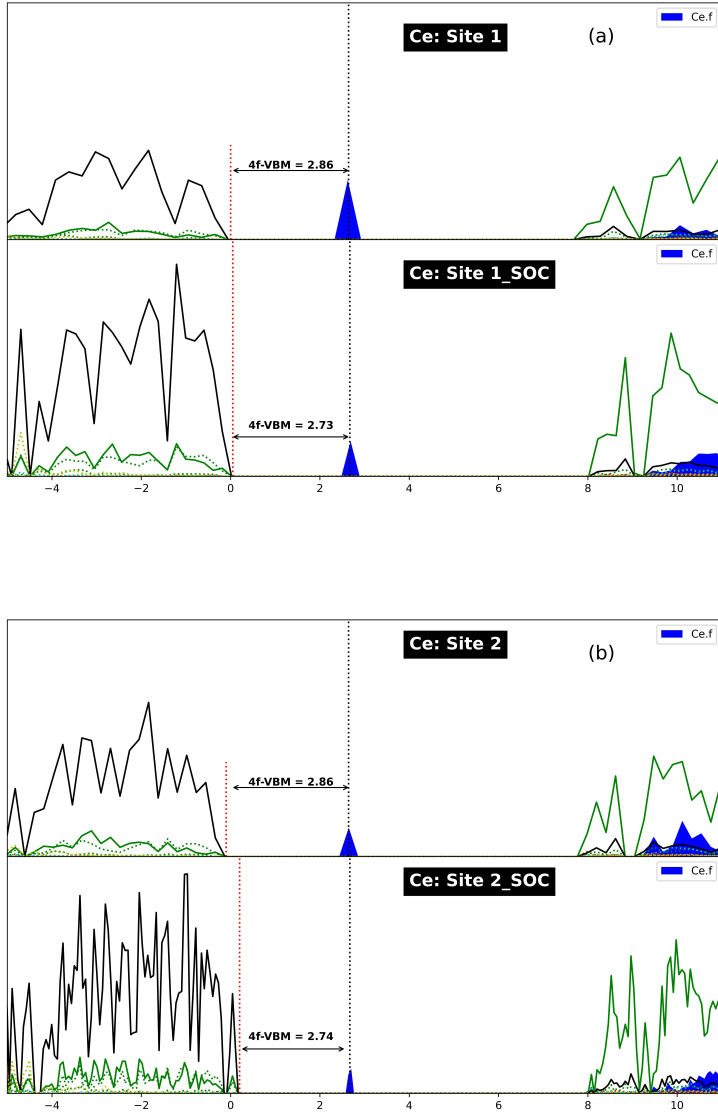 Ce: Site 1
(a)
Ce.f
4f-VBM = 2.86
Ce: Site 1_SOC
Ce.f
4f-VBM = 2.73
−4 −2 0 2 4 6 8 10
Ce: Site 2
(b)
Ce.f
4f-VBM = 2.86
Ce: Site 2_SOC
Ce.f
4f-VBM = 2.74
−4 −2 0 2 4 6 8 10